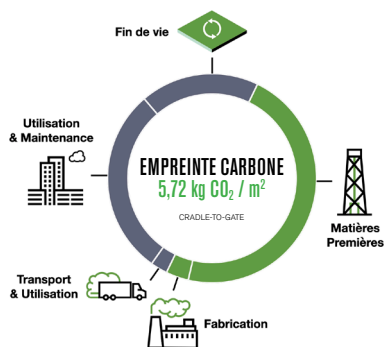 Fin de vie
Utilisation
& Maintenance
EMPREINTE CARBONE
5,72 kg CO₂ / m²
CRADLE-TO-GATE
Matières
Premières
Transport
& Utilisation
Fabrication